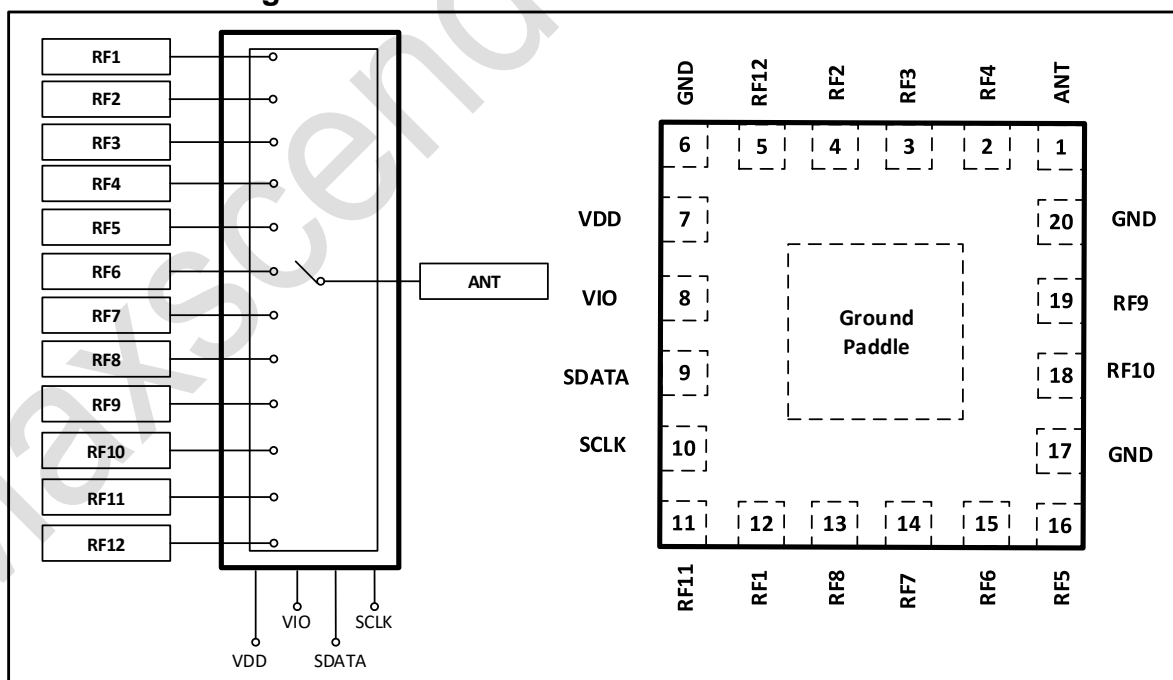 RF1
RF2
RF3
RF4
RF5
RF6
RF7
RF8
RF9
RF10
RF11
RF12
ANT
VIO
SCLK
VDD
SDATA
GND
RF12
RF2
RF3
RF4
ANT
6
5
4
3
2
1
VDD
7
20
GND
VIO
8
19
RF9
Ground
Paddle
SDATA
9
18
RF10
SCLK
10
17
GND
11
12
13
14
15
16
RF11
RF1
RF8
RF7
RF6
RF5